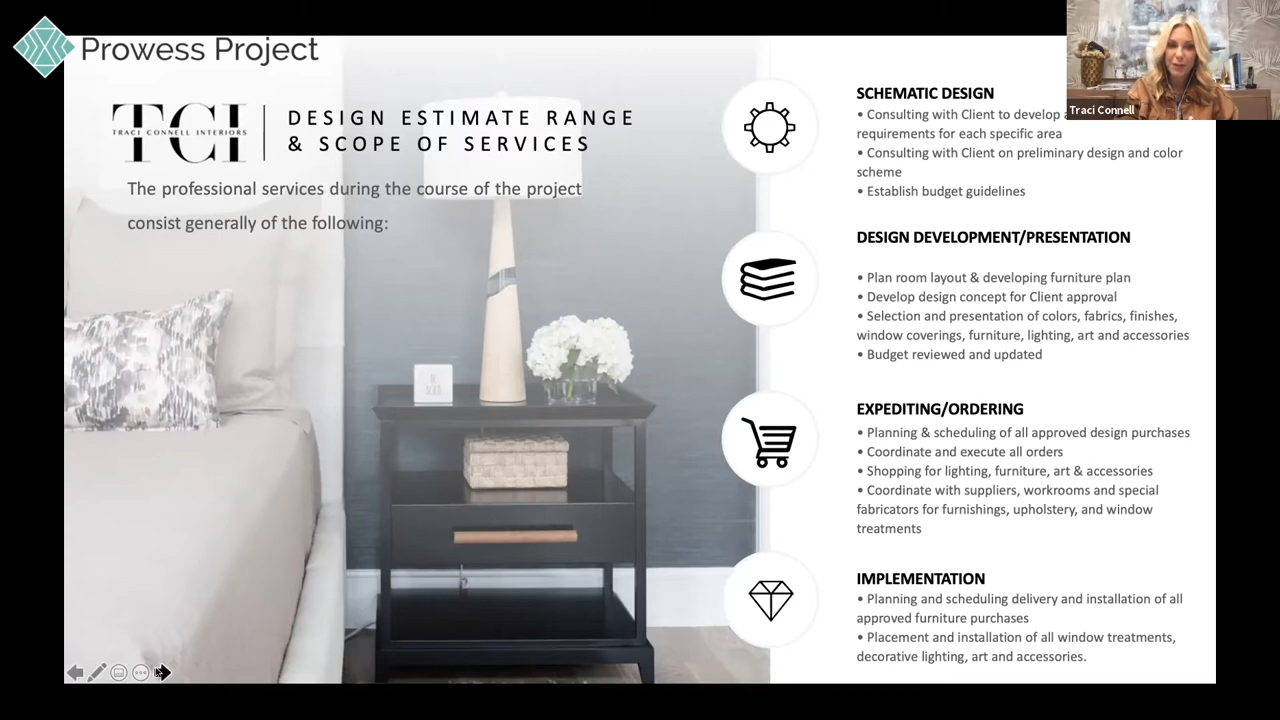 Prowess Project
TCI
TRACI CONNELL INTERIORS
DESIGN ESTIMATE RANGE
& SCOPE OF SERVICES
The professional services during the course of the project
consist generally of the following:
Traci Connell
SCHEMATIC DESIGN
• Consulting with Client to develop
requirements for each specific area
• Consulting with Client on preliminary design and color
scheme
• Establish budget guidelines
DESIGN DEVELOPMENT/PRESENTATION
• Plan room layout & developing furniture plan
• Develop design concept for Client approval
• Selection and presentation of colors, fabrics, finishes,
window coverings, furniture, lighting, art and accessories
• Budget reviewed and updated
EXPEDITING/ORDERING
• Planning & scheduling of all approved design purchases
• Coordinate and execute all orders
• Shopping for lighting, furniture, art & accessories
• Coordinate with suppliers, workrooms and special
fabricators for furnishings, upholstery, and window
treatments
IMPLEMENTATION
• Planning and scheduling delivery and installation of all
approved furniture purchases
• Placement and installation of all window treatments,
decorative lighting, art and accessories.